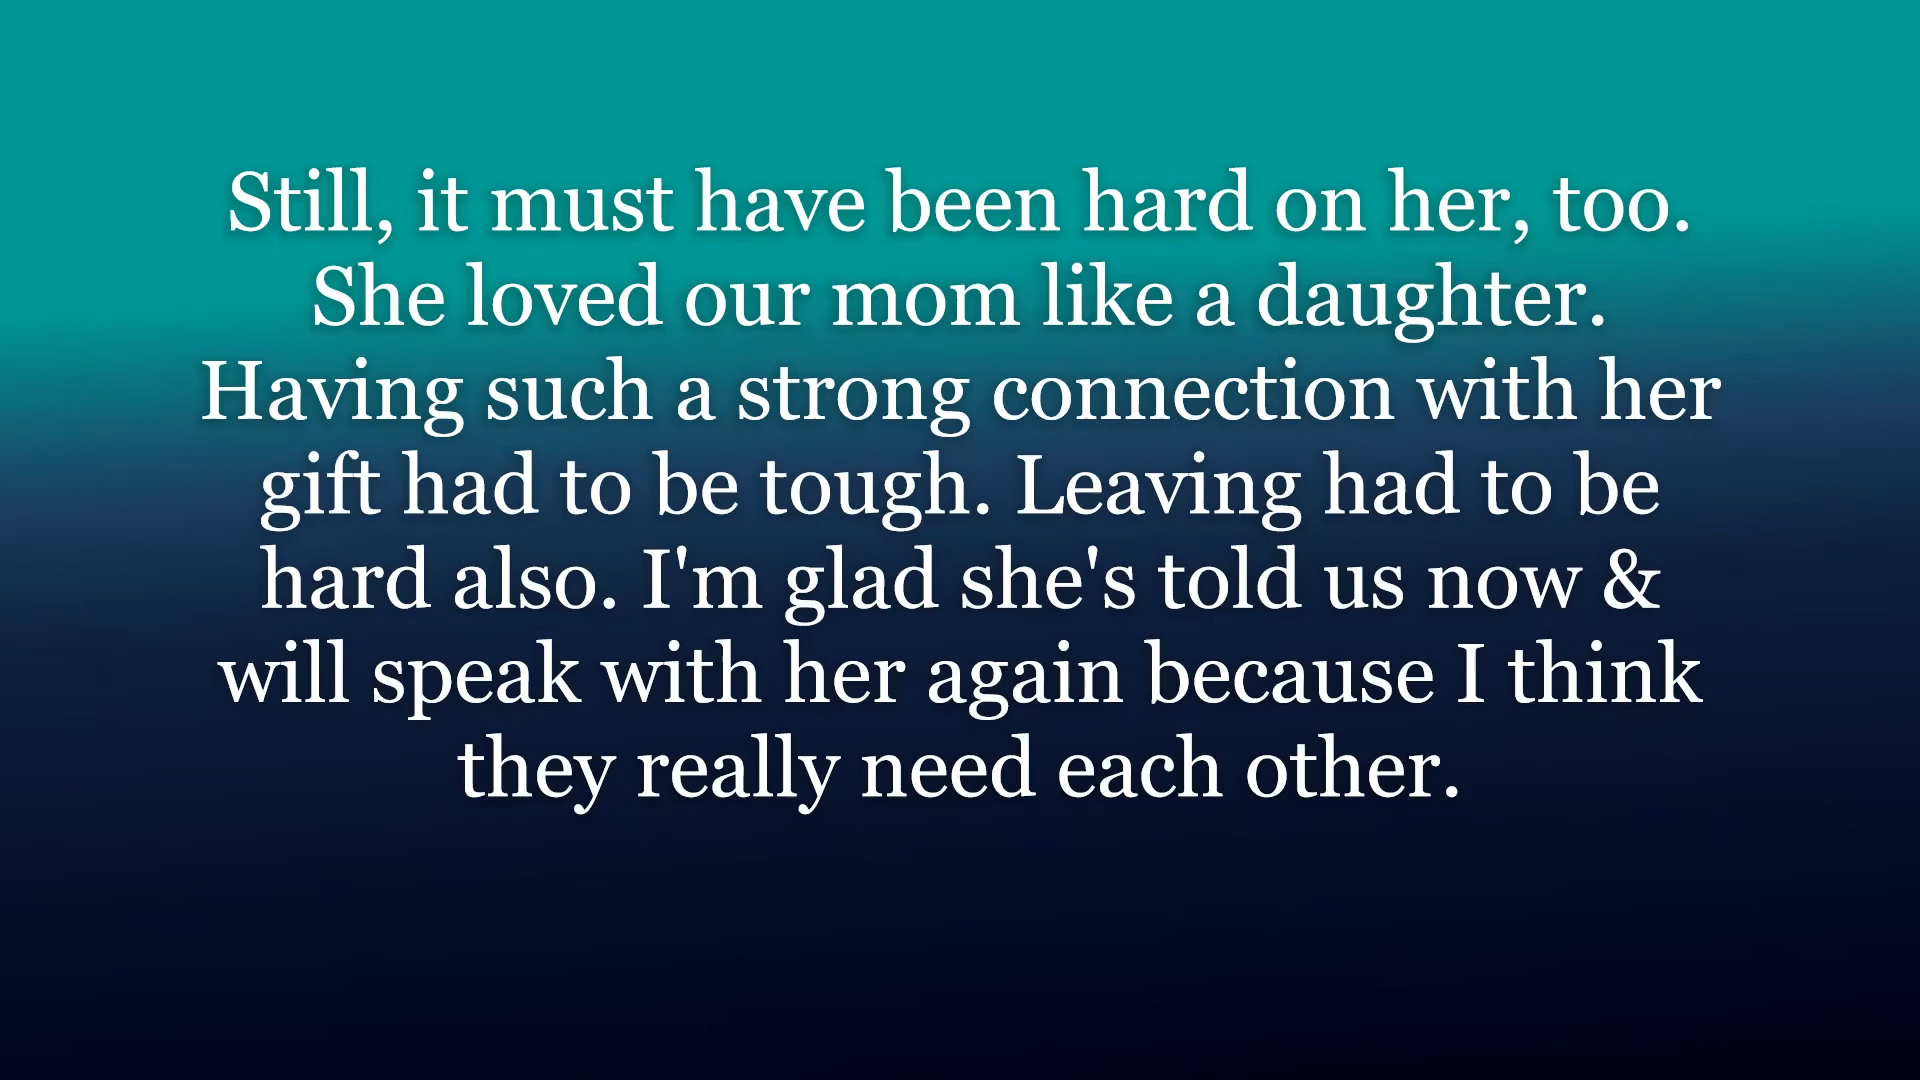 Still, it must have been hard on her, too.
She loved our mom like a daughter.
Having such a strong connection with her
gift had to be tough. Leaving had to be
hard also. I'm glad she's told us now &
will speak with her again because I think
they really need each other.